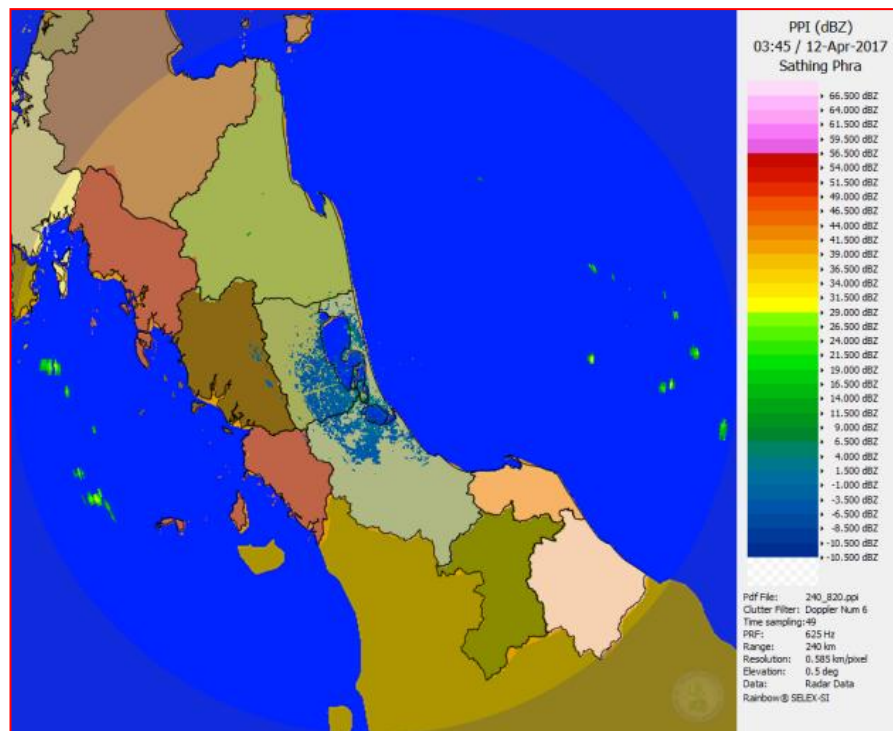 PPI (dBZ)
03:45 / 12-Apr-2017
Sathing Phra
66.500 dBZ
64.000 dBZ
61.500 dBZ
59.500 dBZ
56.500 dBZ
54.000 dBZ
51.500 dBZ
49.000 dBZ
46.500 dBZ
44.000 dBZ
41.500 dBZ
39.000 dBZ
36.500 dBZ
34.000 dBZ
31.500 dBZ
29.000 dBZ
26.500 dBZ
24.000 dBZ
21.500 dBZ
19.000 dBZ
16.500 dBZ
14.000 dBZ
11.500 dBZ
9.000 dBZ
6.500 dBZ
4.000 dBZ
1.500 dBZ
-1.000 dBZ
-3.500 dBZ
-6.500 dBZ
-8.500 dBZ
-10.500 dBZ
-10.500 dBZ
Pdf File: 240_820.ppi
Clutter Filter: Doppler Num 6
Time sampling:49
PRF: 625 Hz
Range: 240 km
Resolution: 0.585 km/pixel
Elevation: 0.5 deg
Data: Radar Data
Rainbow® SELEX-SI